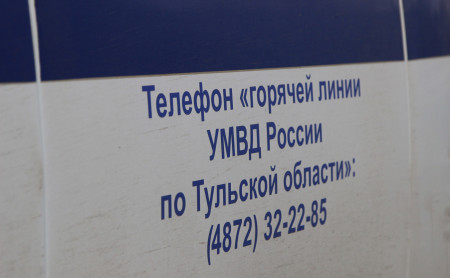 Телефон «горячей линии
УМВД России
по Тульской области»:
(4872) 32-22-85